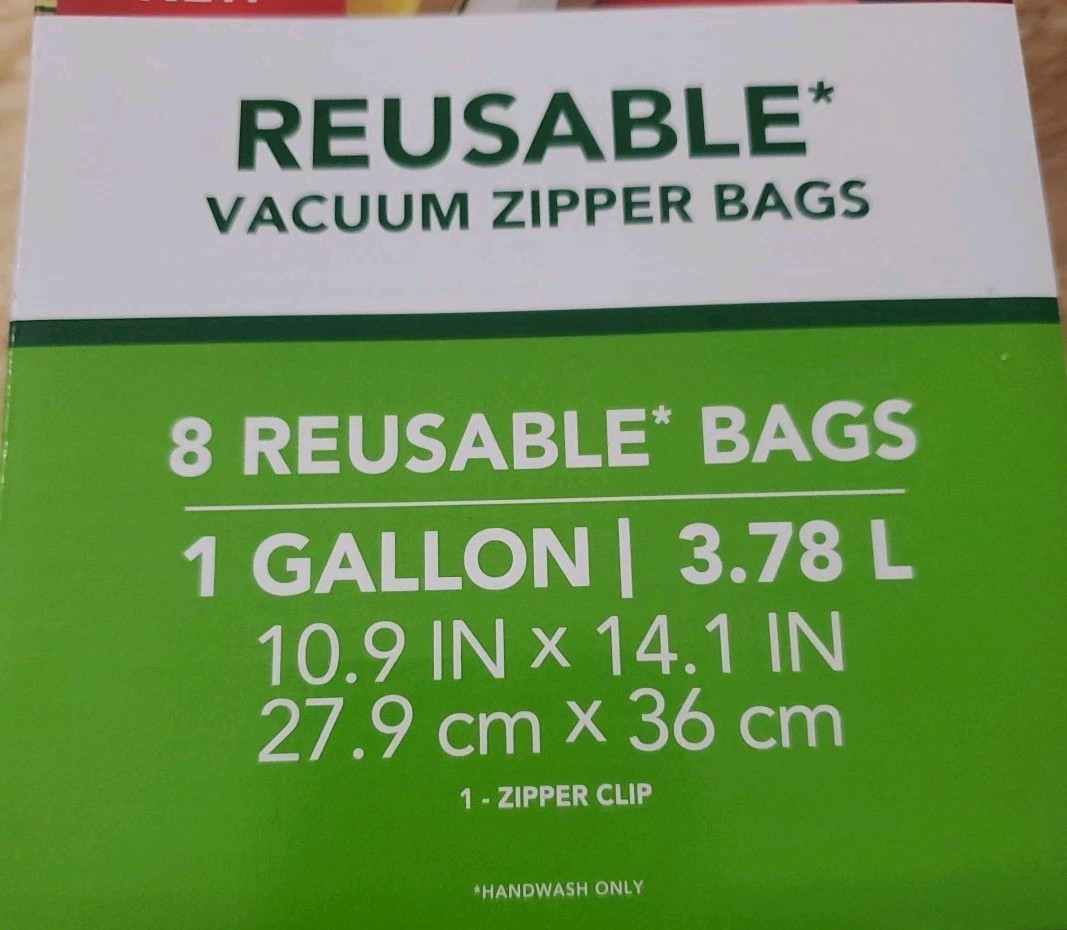 REUSABLE*
VACUUM ZIPPER BAGS
8 REUSABLE* BAGS
1 GALLON | 3.78 L
10.9 IN x 14.1 IN
27.9 cm x 36 cm
1 - ZIPPER CLIP
*HANDWASH ONLY